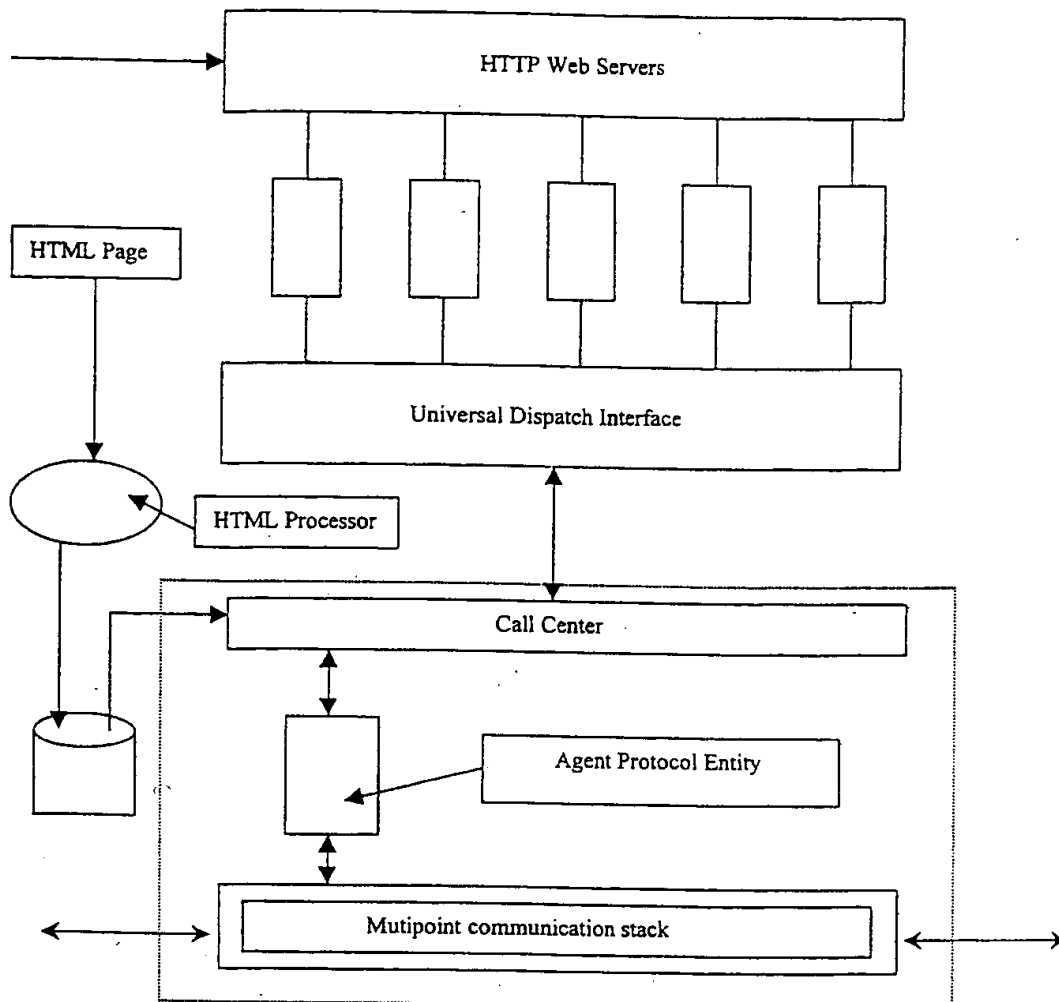 HTTP Web Servers
HTML Page
Universal Dispatch Interface
HTML Processor
Call Center
Agent Protocol Entity
Mutipoint communication stack